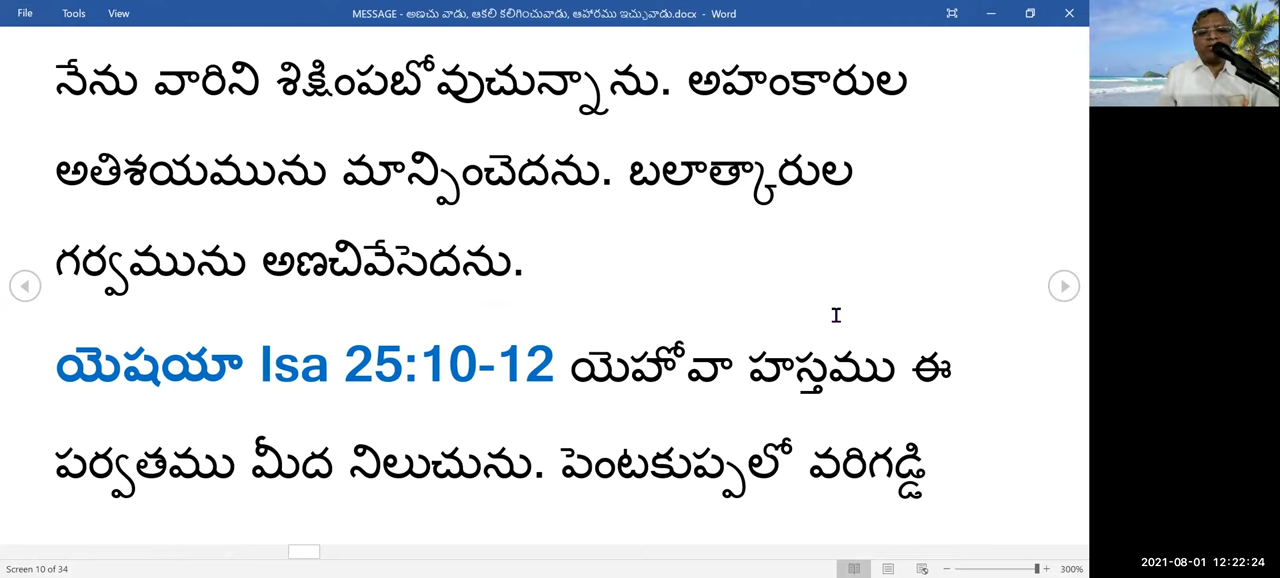 File Tools View MESSAGE - అణచు వాడు, ఆకలి కలిగించువాడు, ఆహారము ఇచ్చువాడు.docx - Word
నేను వారిని శిక్షింపబోవుచున్నాను. అహంకారుల
అతిశయమును మాన్పించెదను. బలాత్కారుల
గర్వమును అణచివేసెదను.
యెషయా Isa 25:10-12 యెహోవా హస్తము ఈ
పర్వతము మీద నిలుచును. పెంటకుప్పలో వరిగడ్డి
2021-08-01 12:22:24
Screen 10 of 34 300%